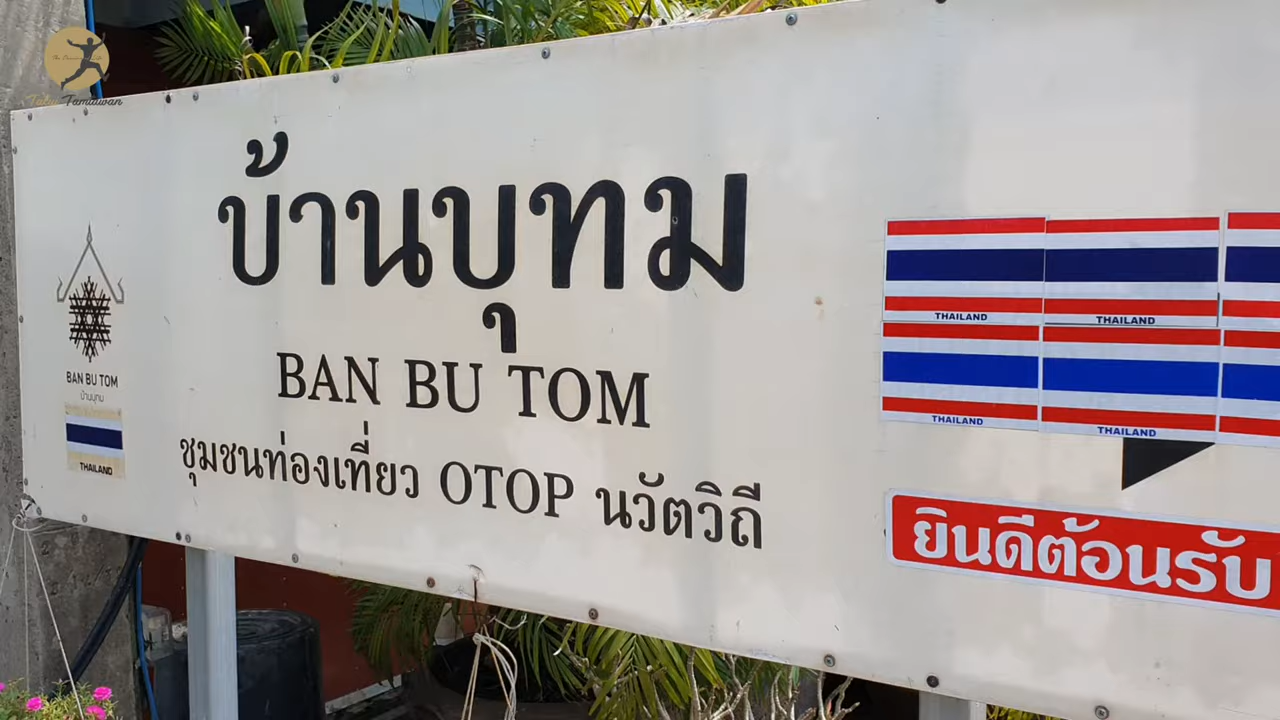 บ้านบุทม
BAN BU TOM
ชุมชนท่องเที่ยว OTOP นวัตวิถี
BAN BU TOM
บ้านบุทม
THAILAND
THAILAND THAILAND
THAILAND THAILAND
ยินดีต้อนรับ
Tamawan